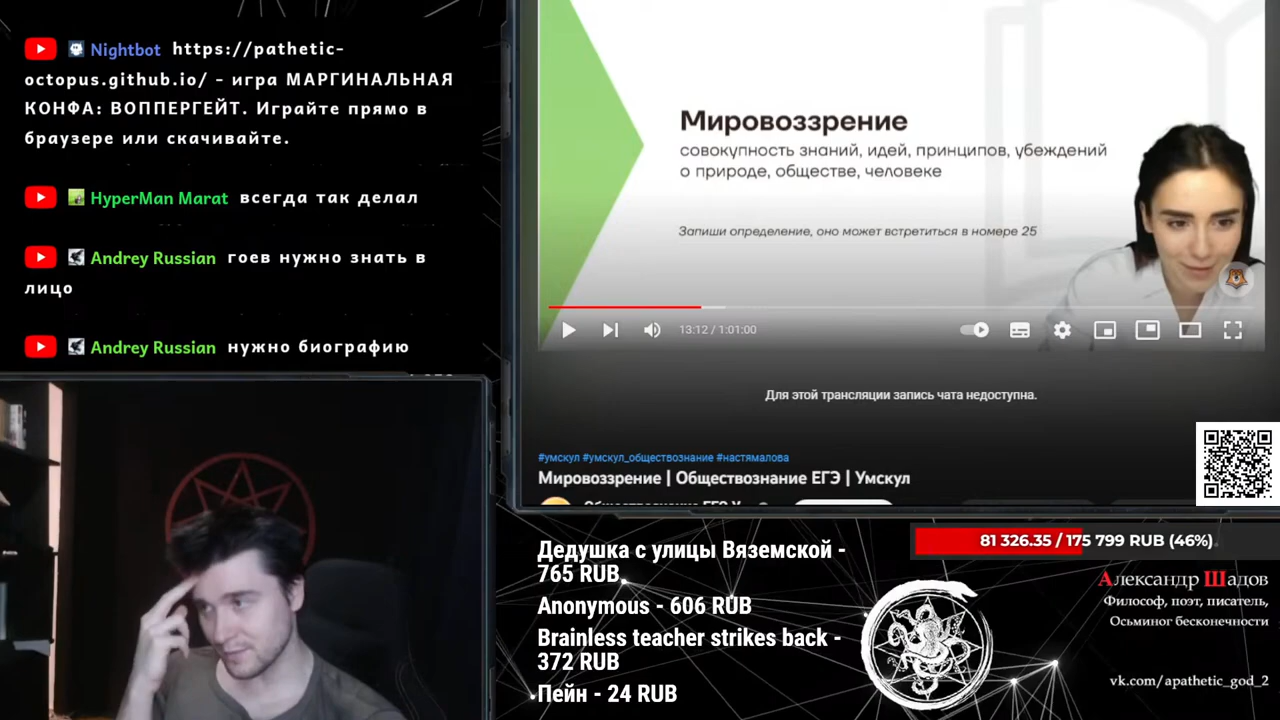 Nightbot https://pathetic-
octopus.github.io/ - игра МАРГИНАЛЬНАЯ
КОНФА: ВОППЕРГЕЙТ. Играйте прямо в
браузере или скачивайте.
HyperMan Marat всегда так делал
Andrey Russian гоев нужно знать в
лицо
Andrey Russian нужно биографию
Мировоззрение
совокупность знаний, идей, принципов, убеждений
о природе, обществе, человеке
Запиши определение, оно может встретиться в номере 25
13:12 / 1:01:00
Для этой трансляции запись чата недоступна.
#умскул #умскул_обществознание #настямалова
Мировоззрение | Обществознание ЕГЭ | Умскул
Дедушка с улицы Вяземской -
765 RUB
Anonymous - 606 RUB
Brainless teacher strikes back -
372 RUB
Пейн - 24 RUB
81 326.35 / 175 799 RUB (46%)
Александр Шадов
Философ, поэт, писатель,
Осьминог бесконечности
vk.com/apathetic_god_2